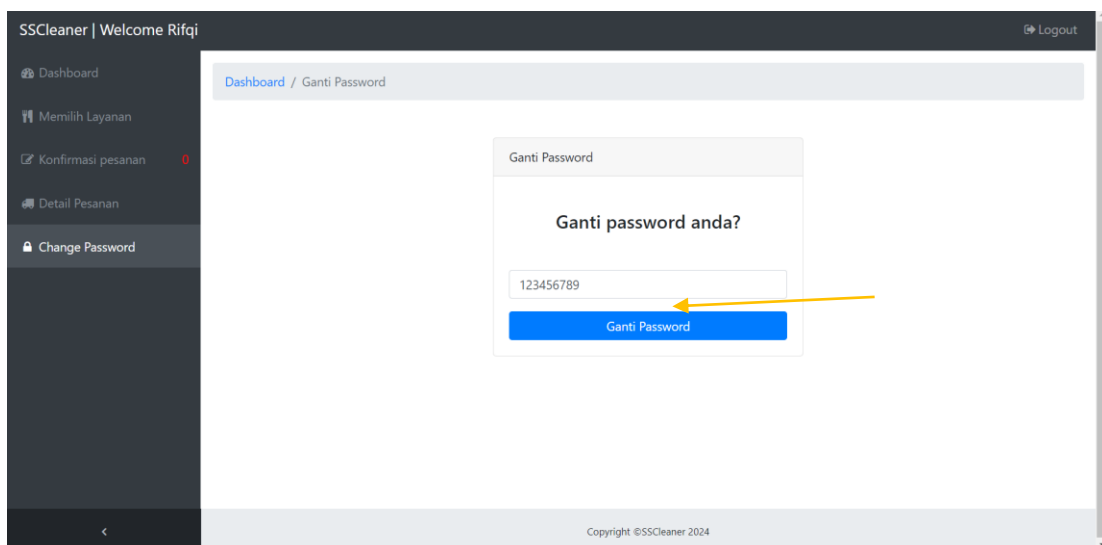 SSCleaner | Welcome Rifqi
Logout
Dashboard
Memilih Layanan
Konfirmasi pesanan 0
Detail Pesanan
Change Password
Dashboard / Ganti Password
Ganti Password
Ganti password anda?
123456789
Ganti Password
Copyright ©SSCleaner 2024